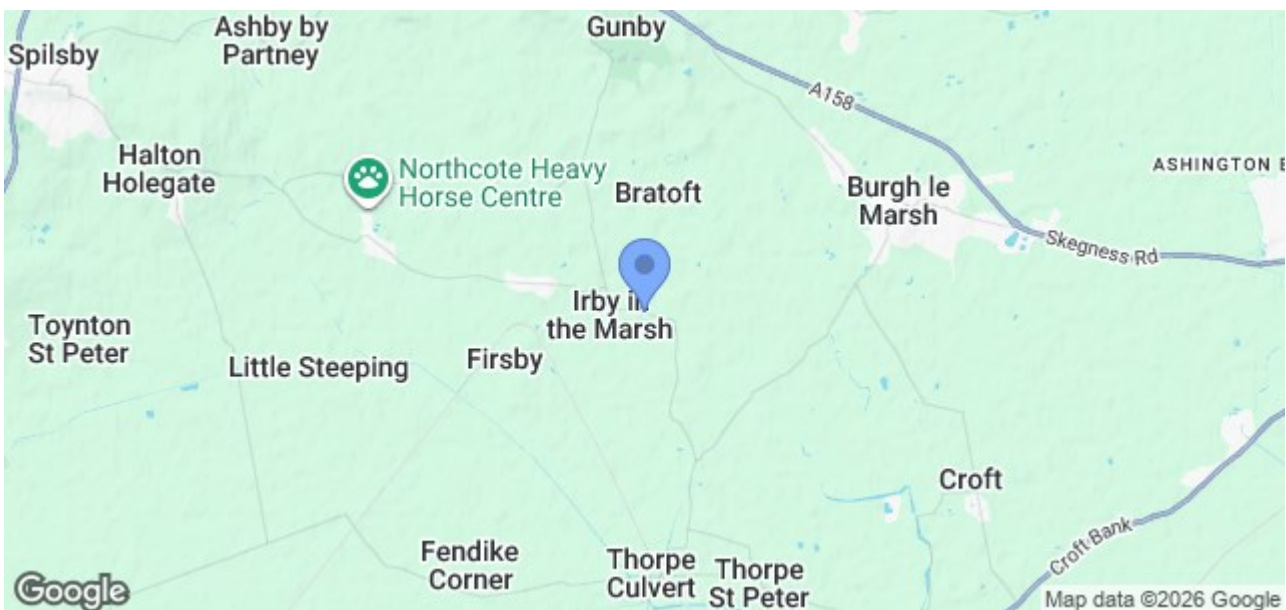 Ashby by
Partney
Gunby
Spilsby
A158
Halton
Holegate
Northcote Heavy
Horse Centre
Bratoft
Burgh le
Marsh
ASHINGTON E
Skegness Rd
Irby in
the Marsh
Toynton
St Peter
Little Steeping
Firsby
Croft
Croft Bank
Fendike
Corner
Thorpe
Culvert
Thorpe
St Peter
Google
Map data ©2026 Google